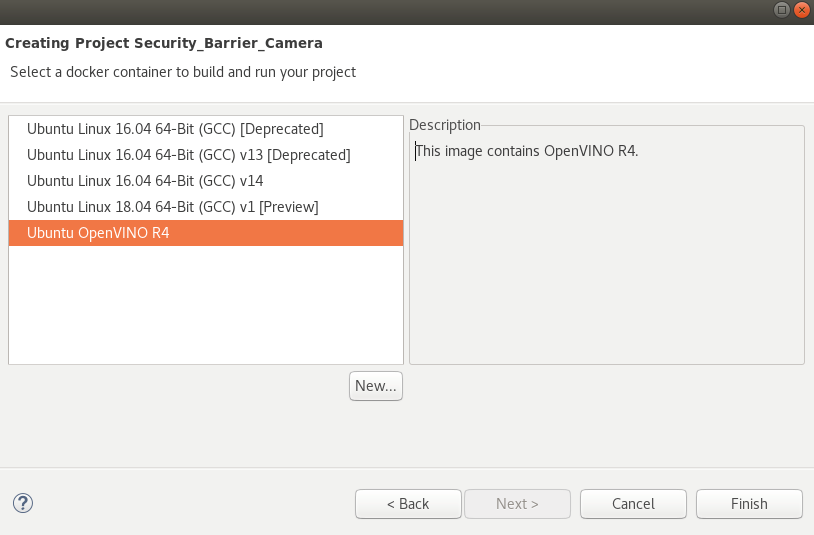 Creating Project Security_Barrier_Camera
Select a docker container to build and run your project
Ubuntu Linux 16.04 64-Bit (GCC) [Deprecated]
Ubuntu Linux 16.04 64-Bit (GCC) v13 [Deprecated]
Ubuntu Linux 16.04 64-Bit (GCC) v14
Ubuntu Linux 18.04 64-Bit (GCC) v1 [Preview]
Ubuntu OpenVINO R4
Description
This image contains OpenVINO R4.
New...
?
< Back
Next >
Cancel
Finish